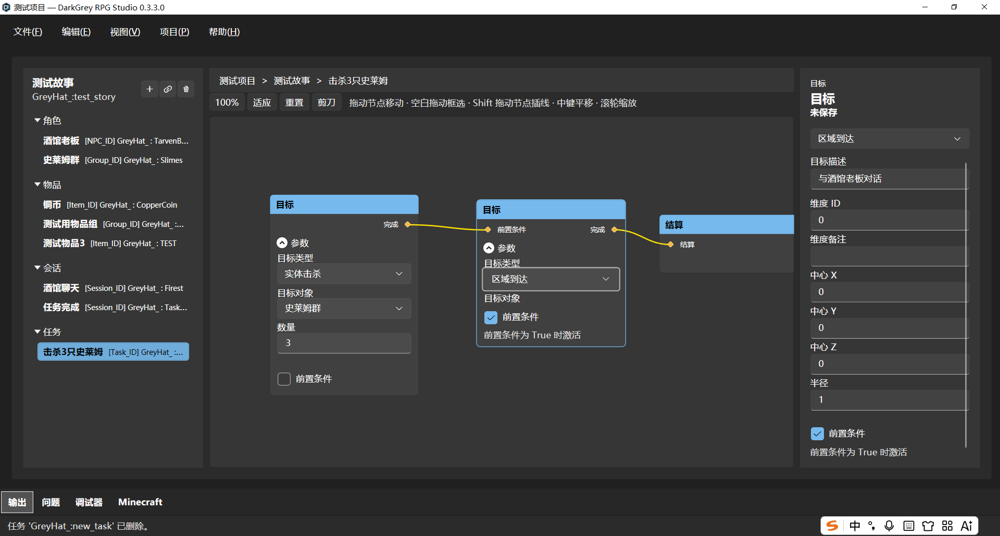 测试项目 — DarkGrey RPG Studio 0.3.3.0
文件(F) 编辑(E) 视图(V) 项目(P) 帮助(H)
测试故事
GreyHat_:test_story
角色
酒馆老板 [NPC_ID] GreyHat_ : TarvenB...
史莱姆群 [Group_ID] GreyHat_ : Slimes
物品
铜币 [Item_ID] GreyHat_ : CopperCoin
测试用物品组 [Group_ID] GreyHat_ :...
测试物品3 [Item_ID] GreyHat_ : TEST
会话
酒馆聊天 [Session_ID] GreyHat_ : Firest
任务完成 [Session_ID] GreyHat_ : Task...
任务
击杀3只史莱姆 [Task_ID] GreyHat_ :...
测试项目 > 测试故事 > 击杀3只史莱姆
100% 适应 重置 剪刀 拖动节点移动 · 空白拖动框选 · Shift 拖动节点插线 · 中键平移 · 滚轮缩放
目标
完成
参数
目标类型
实体击杀
目标对象
史莱姆群
数量
3
前置条件
目标
前置条件 完成
参数
目标类型
区域到达
目标对象
前置条件
前置条件为 True 时激活
结算
结算
目标
目标
未保存
区域到达
目标描述
与酒馆老板对话
维度 ID
0
维度备注
中心 X
0
中心 Y
0
中心 Z
0
半径
1
前置条件
前置条件为 True 时激活
输出 问题 调试器 Minecraft
任务 'GreyHat_:new_task' 已删除。
中 Ai